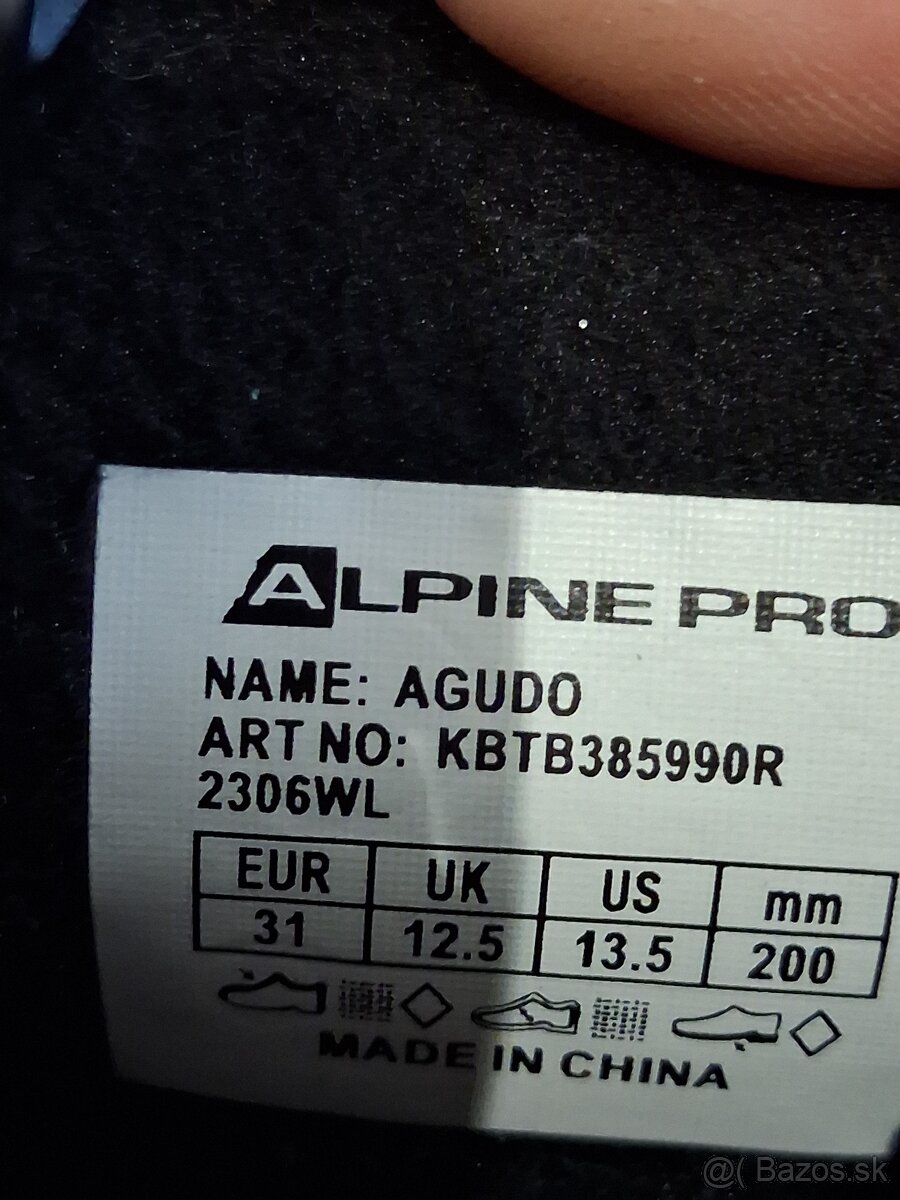 ALPINE PRO
NAME: AGUDO
ART NO: KBTB385990R
2306WL
EUR UK US mm
31 12.5 13.5 200
MADE IN CHINA
@( Bazos.sk